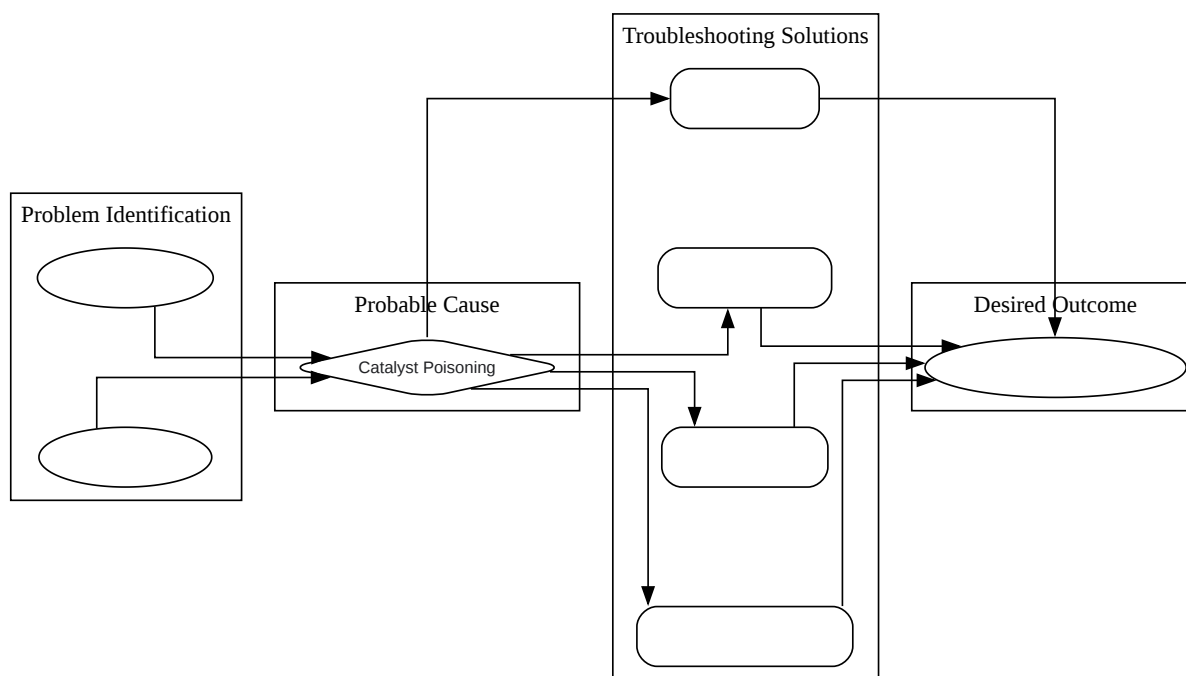 Troubleshooting Solutions
Problem Identification
Probable Cause
Desired Outcome
Catalyst Poisoning